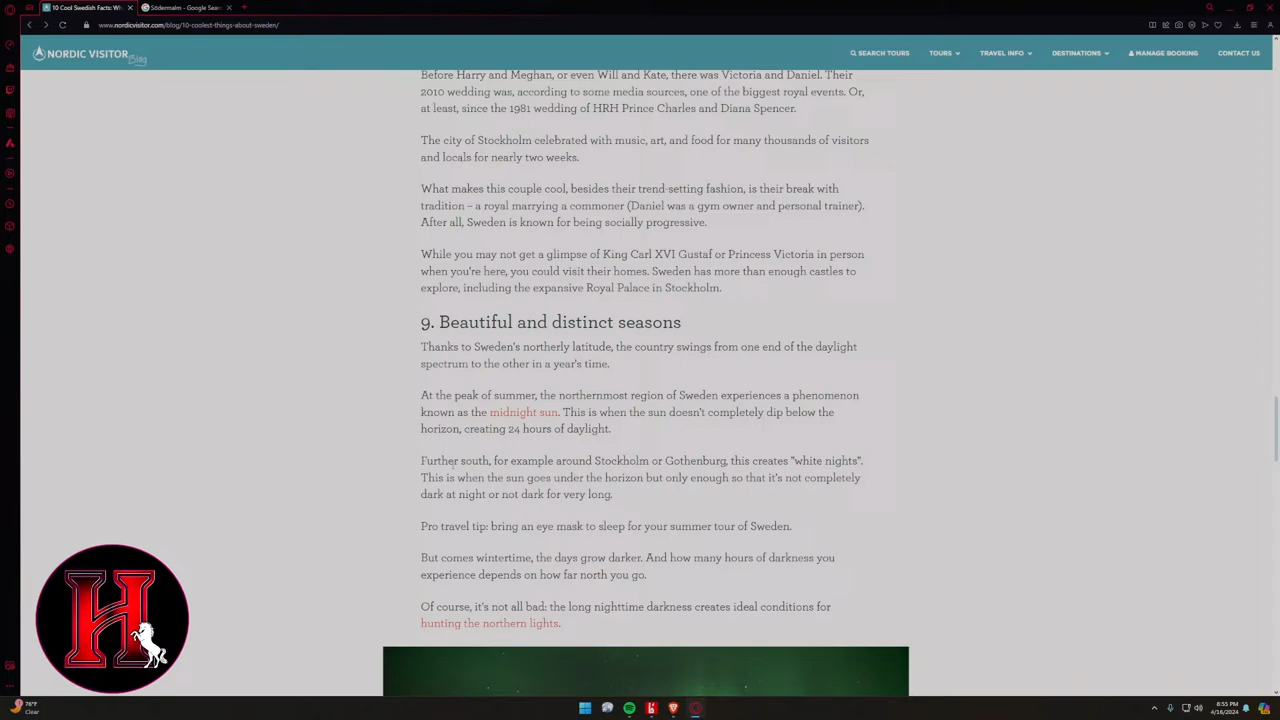 10 Cool Swedish Facts: Wh
Södermalm - Google Sear
www.nordicvisitor.com/blog/10-coolest-things-about-sweden/
NORDIC VISITOR Blog
SEARCH TOURS
TOURS
TRAVEL INFO
DESTINATIONS
MANAGE BOOKING
CONTACT US
Before Harry and Meghan, or even Will and Kate, there was Victoria and Daniel. Their
2010 wedding was, according to some media sources, one of the biggest royal events. Or,
at least, since the 1981 wedding of HRH Prince Charles and Diana Spencer.
The city of Stockholm celebrated with music, art, and food for many thousands of visitors
and locals for nearly two weeks.
What makes this couple cool, besides their trend-setting fashion, is their break with
tradition – a royal marrying a commoner (Daniel was a gym owner and personal trainer).
After all, Sweden is known for being socially progressive.
While you may not get a glimpse of King Carl XVI Gustaf or Princess Victoria in person
when you're here, you could visit their homes. Sweden has more than enough castles to
explore, including the expansive Royal Palace in Stockholm.
9. Beautiful and distinct seasons
Thanks to Sweden's northerly latitude, the country swings from one end of the daylight
spectrum to the other in a year's time.
At the peak of summer, the northernmost region of Sweden experiences a phenomenon
known as the midnight sun. This is when the sun doesn't completely dip below the
horizon, creating 24 hours of daylight.
Further south, for example around Stockholm or Gothenburg, this creates "white nights".
This is when the sun goes under the horizon but only enough so that it's not completely
dark at night or not dark for very long.
Pro travel tip: bring an eye mask to sleep for your summer tour of Sweden.
But comes wintertime, the days grow darker. And how many hours of darkness you
experience depends on how far north you go.
Of course, it's not all bad: the long nighttime darkness creates ideal conditions for
hunting the northern lights.
H
76°F
Clear
8:55 PM
4/16/2024